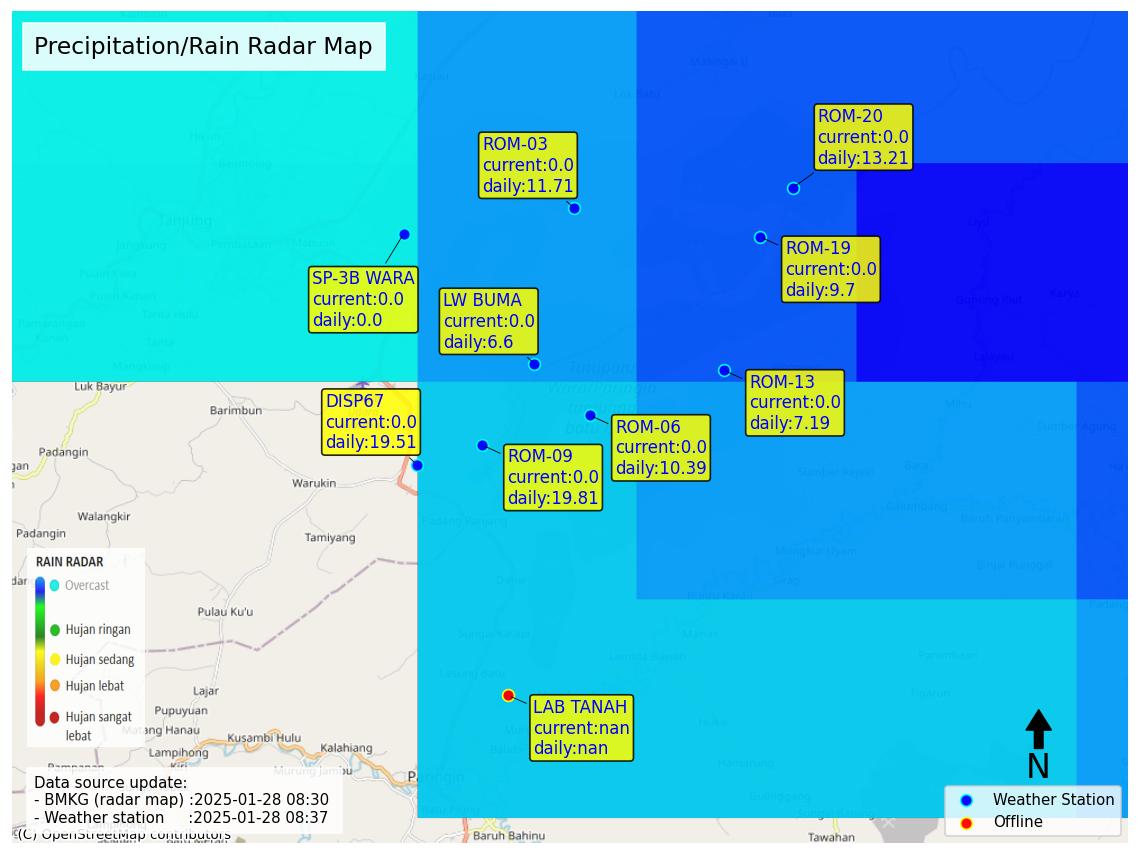 Precipitation/Rain Radar Map
ROM-20
current:0.0
daily:13.21
ROM-03
current:0.0
daily:11.71
ROM-19
current:0.0
daily:9.7
SP-3B WARA
current:0.0
daily:0.0
LW BUMA
current:0.0
daily:6.6
ROM-13
current:0.0
daily:7.19
DISP67
current:0.0
daily:19.51
ROM-06
current:0.0
daily:10.39
ROM-09
current:0.0
daily:19.81
LAB TANAH
current:nan
daily:nan
Tanjung
Luk Bayur
Barimbun
Padangin
Warukin
Walangkir
Padangin
Tamiyang
Pulau Ku'u
Lajar
Pupuyuan
Matang Hanau
Kusambi Hulu
Lampihong
Kalahiang
Murung Jambu
Paringin
Baruh Bahinu
Tawahan
RAIN RADAR
Overcast
Hujan ringan
Hujan sedang
Hujan lebat
Hujan sangat
lebat
Data source update:
- BMKG (radar map) :2025-01-28 08:30
- Weather station :2025-01-28 08:37
(C) OpenStreetMap contributors
N
Weather Station
Offline